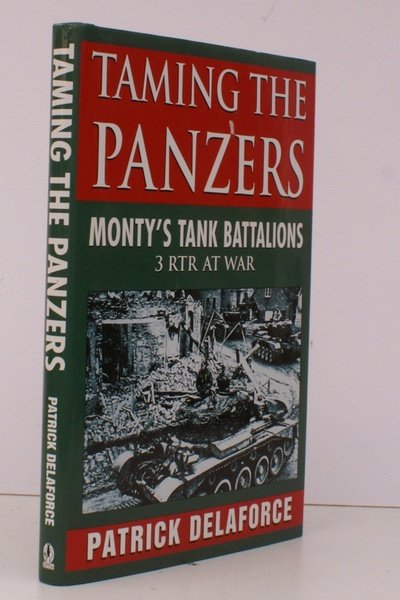 TAMING THE PANZERS
PATRICK DELAFORCE
TAMING THE
PANZERS
MONTY'S TANK BATTALIONS
3 RTR AT WAR
PATRICK DELAFORCE